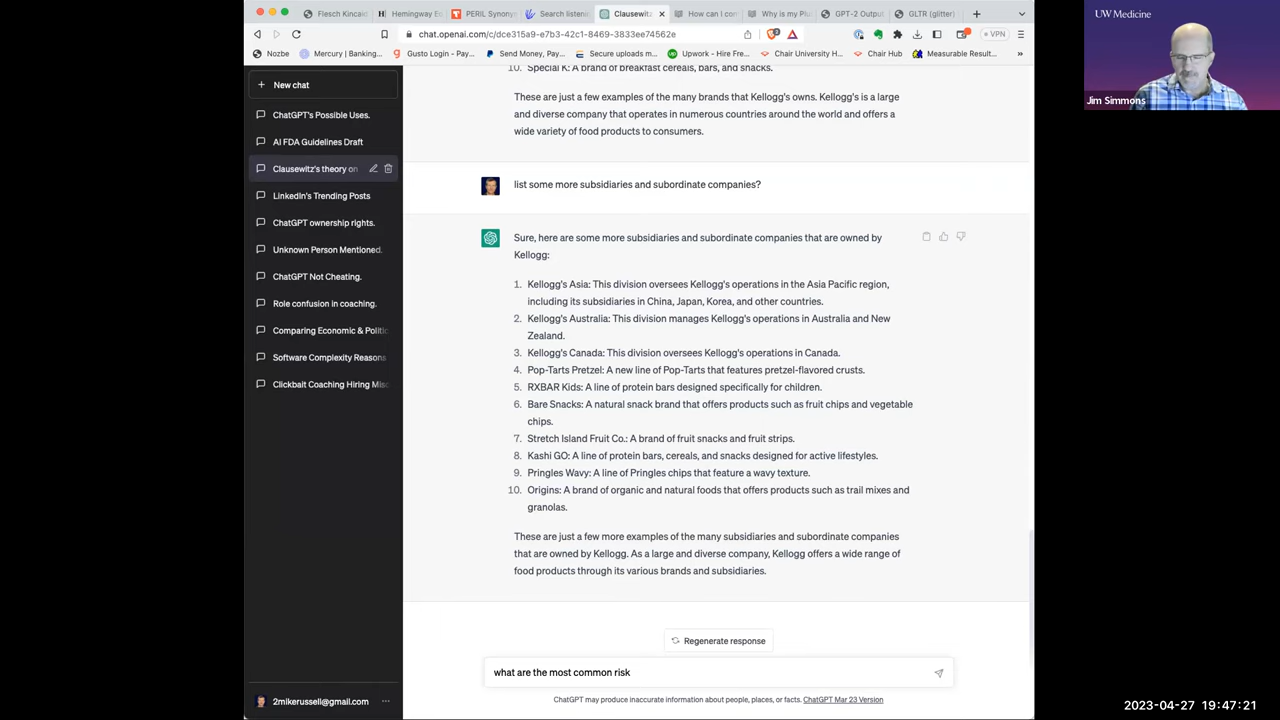 Flesch Kincaid
Hemingway Ed
PERIL Synonym
Search listene
Clausewitz
How can I con
Why is my Plu
GPT-2 Output
GLTR (glitter)
chat.openai.com/c/dce315a9-e7b3-42c1-8469-3833ee74562e
VPN
Nozbe
Mercury | Banking...
Gusto Login - Pay...
Send Money, Pay...
Secure uploads m...
Upwork - Hire Fre...
Chair University H...
Chair Hub
Measurable Resul...
New chat
ChatGPT's Possible Uses.
AI FDA Guidelines Draft
Clausewitz's theory on
LinkedIn's Trending Posts
ChatGPT ownership rights.
Unknown Person Mentioned.
ChatGPT Not Cheating.
Role confusion in coaching.
Comparing Economic & Politic
Software Complexity Reasons
Clickbait Coaching Hiring Misc
2mikerussell@gmail.com
10. Special K: A brand of breakfast cereals, bars, and snacks.
These are just a few examples of the many brands that Kellogg's owns. Kellogg's is a large
and diverse company that operates in numerous countries around the world and offers a
wide variety of food products to consumers.
list some more subsidiaries and subordinate companies?
Sure, here are some more subsidiaries and subordinate companies that are owned by
Kellogg:
1. Kellogg's Asia: This division oversees Kellogg's operations in the Asia Pacific region,
including its subsidiaries in China, Japan, Korea, and other countries.
2. Kellogg's Australia: This division manages Kellogg's operations in Australia and New
Zealand.
3. Kellogg's Canada: This division oversees Kellogg's operations in Canada.
4. Pop-Tarts Pretzel: A new line of Pop-Tarts that features pretzel-flavored crusts.
5. RXBAR Kids: A line of protein bars designed specifically for children.
6. Bare Snacks: A natural snack brand that offers products such as fruit chips and vegetable
chips.
7. Stretch Island Fruit Co.: A brand of fruit snacks and fruit strips.
8. Kashi GO: A line of protein bars, cereals, and snacks designed for active lifestyles.
9. Pringles Wavy: A line of Pringles chips that feature a wavy texture.
10. Origins: A brand of organic and natural foods that offers products such as trail mixes and
granolas.
These are just a few more examples of the many subsidiaries and subordinate companies
that are owned by Kellogg. As a large and diverse company, Kellogg offers a wide range of
food products through its various brands and subsidiaries.
Regenerate response
what are the most common risk
ChatGPT may produce inaccurate information about people, places, or facts. ChatGPT Mar 23 Version
UW Medicine
Jim Simmons
2023-04-27 19:47:21